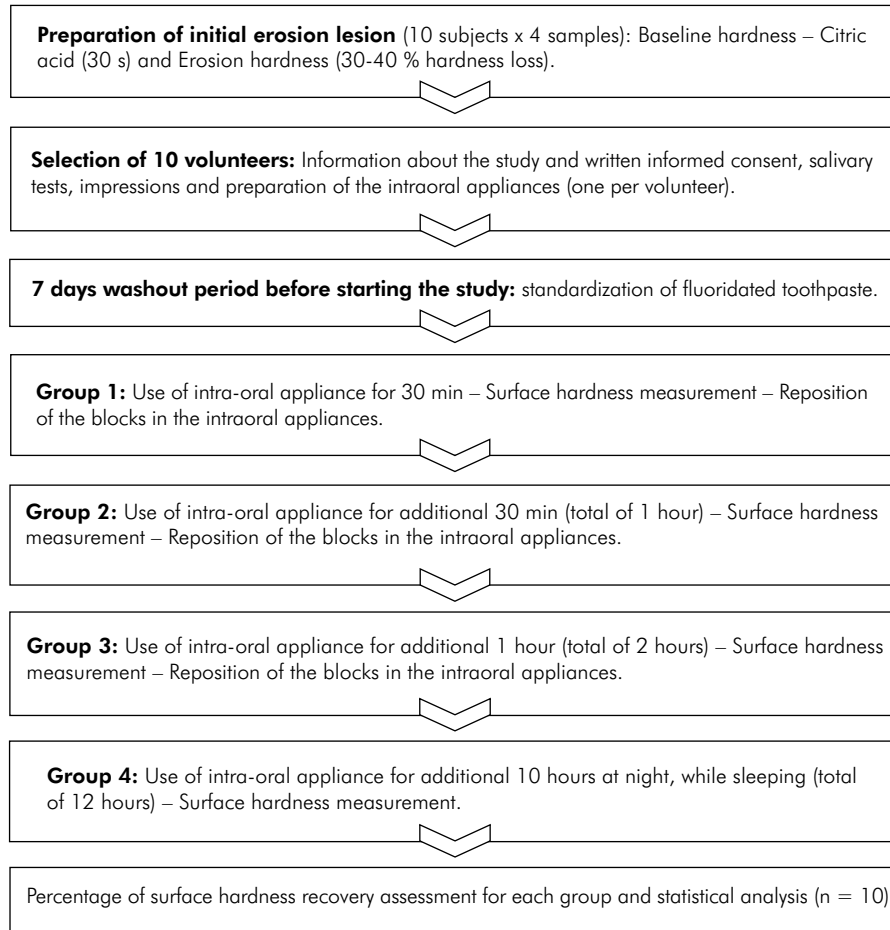 Preparation of initial erosion lesion (10 subjects x 4 samples): Baseline hardness – Citric
acid (30 s) and Erosion hardness (30-40 % hardness loss).
Selection of 10 volunteers: Information about the study and written informed consent, salivary
tests, impressions and preparation of the intraoral appliances (one per volunteer).
7 days washout period before starting the study: standardization of fluoridated toothpaste.
Group 1: Use of intra-oral appliance for 30 min – Surface hardness measurement – Reposition
of the blocks in the intraoral appliances.
Group 2: Use of intra-oral appliance for additional 30 min (total of 1 hour) – Surface hardness
measurement – Reposition of the blocks in the intraoral appliances.
Group 3: Use of intra-oral appliance for additional 1 hour (total of 2 hours) – Surface hardness
measurement – Reposition of the blocks in the intraoral appliances.
Group 4: Use of intra-oral appliance for additional 10 hours at night, while sleeping (total
of 12 hours) – Surface hardness measurement.
Percentage of surface hardness recovery assessment for each group and statistical analysis (n = 10)